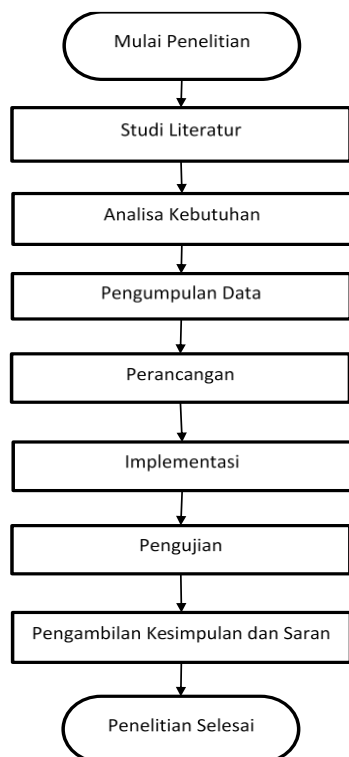 Mulai Penelitian
Studi Literatur
Analisa Kebutuhan
Pengumpulan Data
Perancangan
Implementasi
Pengujian
Pengambilan Kesimpulan dan Saran
Penelitian Selesai